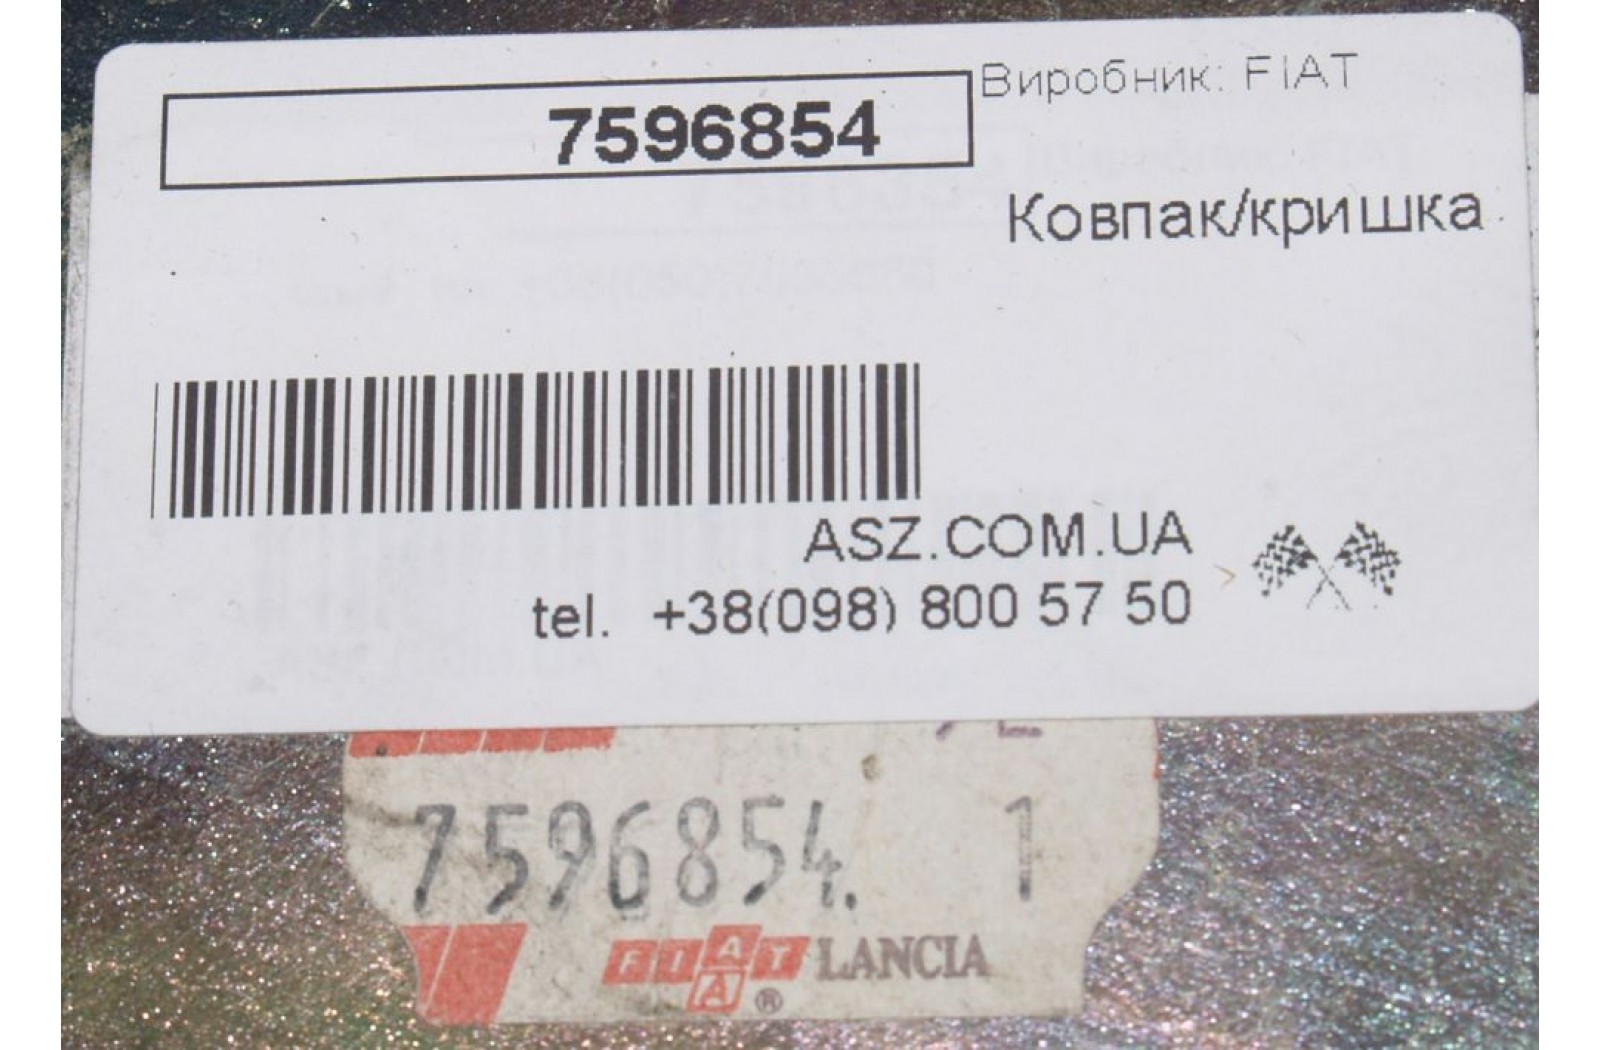 7596854
Виробник: FIAT
Ковпак/кришка
ASZ.COM.UA
tel. +38(098) 800 57 50
7596854. 1
FIAT LANCIA
A ®